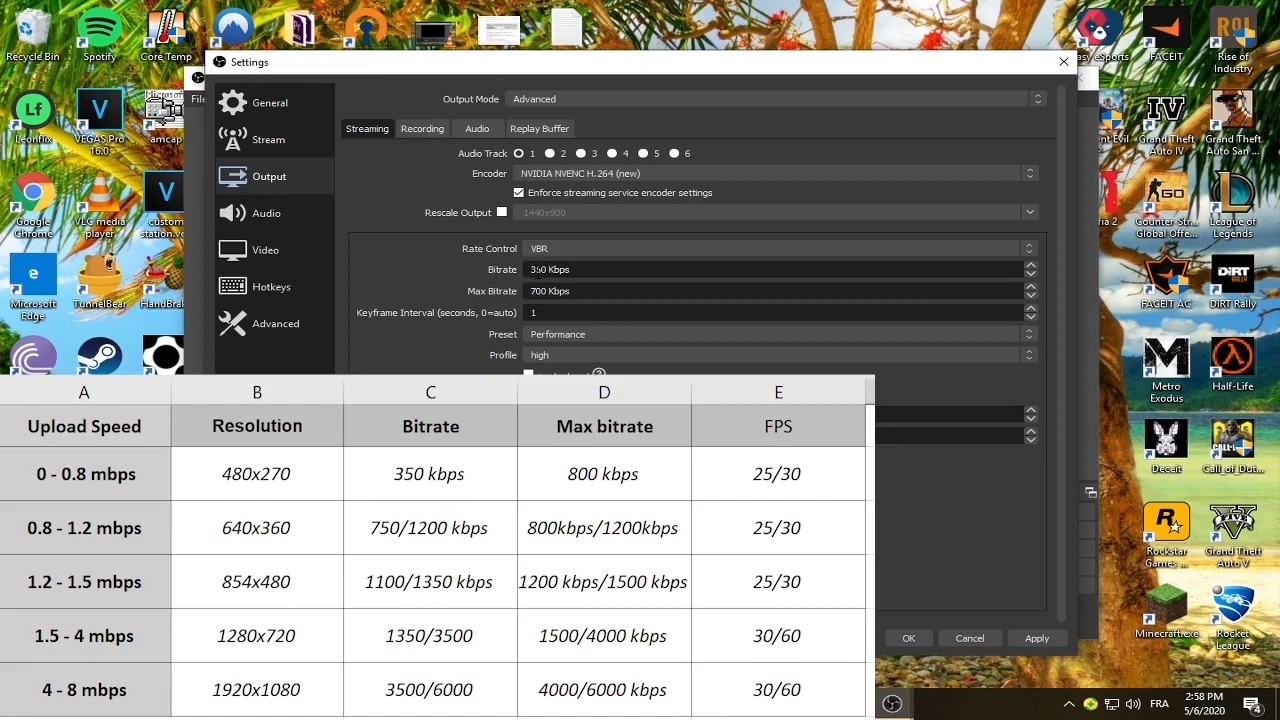 Recycle Bin
Spotify
Core Temp
FACEIT
Rise of
Industry
Settings
File
Leonflix
VEGAS Pro
16.0
amcap
Google
Chrome
VLC media
player
custom
Microsoft
Edge
TunnelBear
HandBrak
General
Stream
Output
Audio
Video
Hotkeys
Advanced
Output Mode Advanced
Streaming Recording Audio Replay Buffer
Audio Track 1 2 3 4 5 6
Encoder NVIDIA NVENC H.264 (new)
Enforce streaming service encoder settings
Rescale Output 1440x900
Rate Control VBR
Bitrate 350 Kbps
Max Bitrate 700 Kbps
Keyframe Interval (seconds, 0=auto) 1
Preset Performance
Profile high
OK Cancel Apply
Grand Theft
Auto IV
Grand Theft
Auto San ...
Counter Str...
Global Offe...
League of
Legends
FACEIT AC
DiRT Rally
Metro
Exodus
Half-Life
Deceit
Call_of_Dut...
Rockstar
Games ...
Grand Theft
Auto V
Minecraft.exe
Rocket
League
A B C D E
Upload Speed Resolution Bitrate Max bitrate FPS
0 - 0.8 mbps 480x270 350 kbps 800 kbps 25/30
0.8 - 1.2 mbps 640x360 750/1200 kbps 800kbps/1200kbps 25/30
1.2 - 1.5 mbps 854x480 1100/1350 kbps 1200 kbps/1500 kbps 25/30
1.5 - 4 mbps 1280x720 1350/3500 1500/4000 kbps 30/60
4 - 8 mbps 1920x1080 3500/6000 4000/6000 kbps 30/60
FRA
2:58 PM
5/6/2020